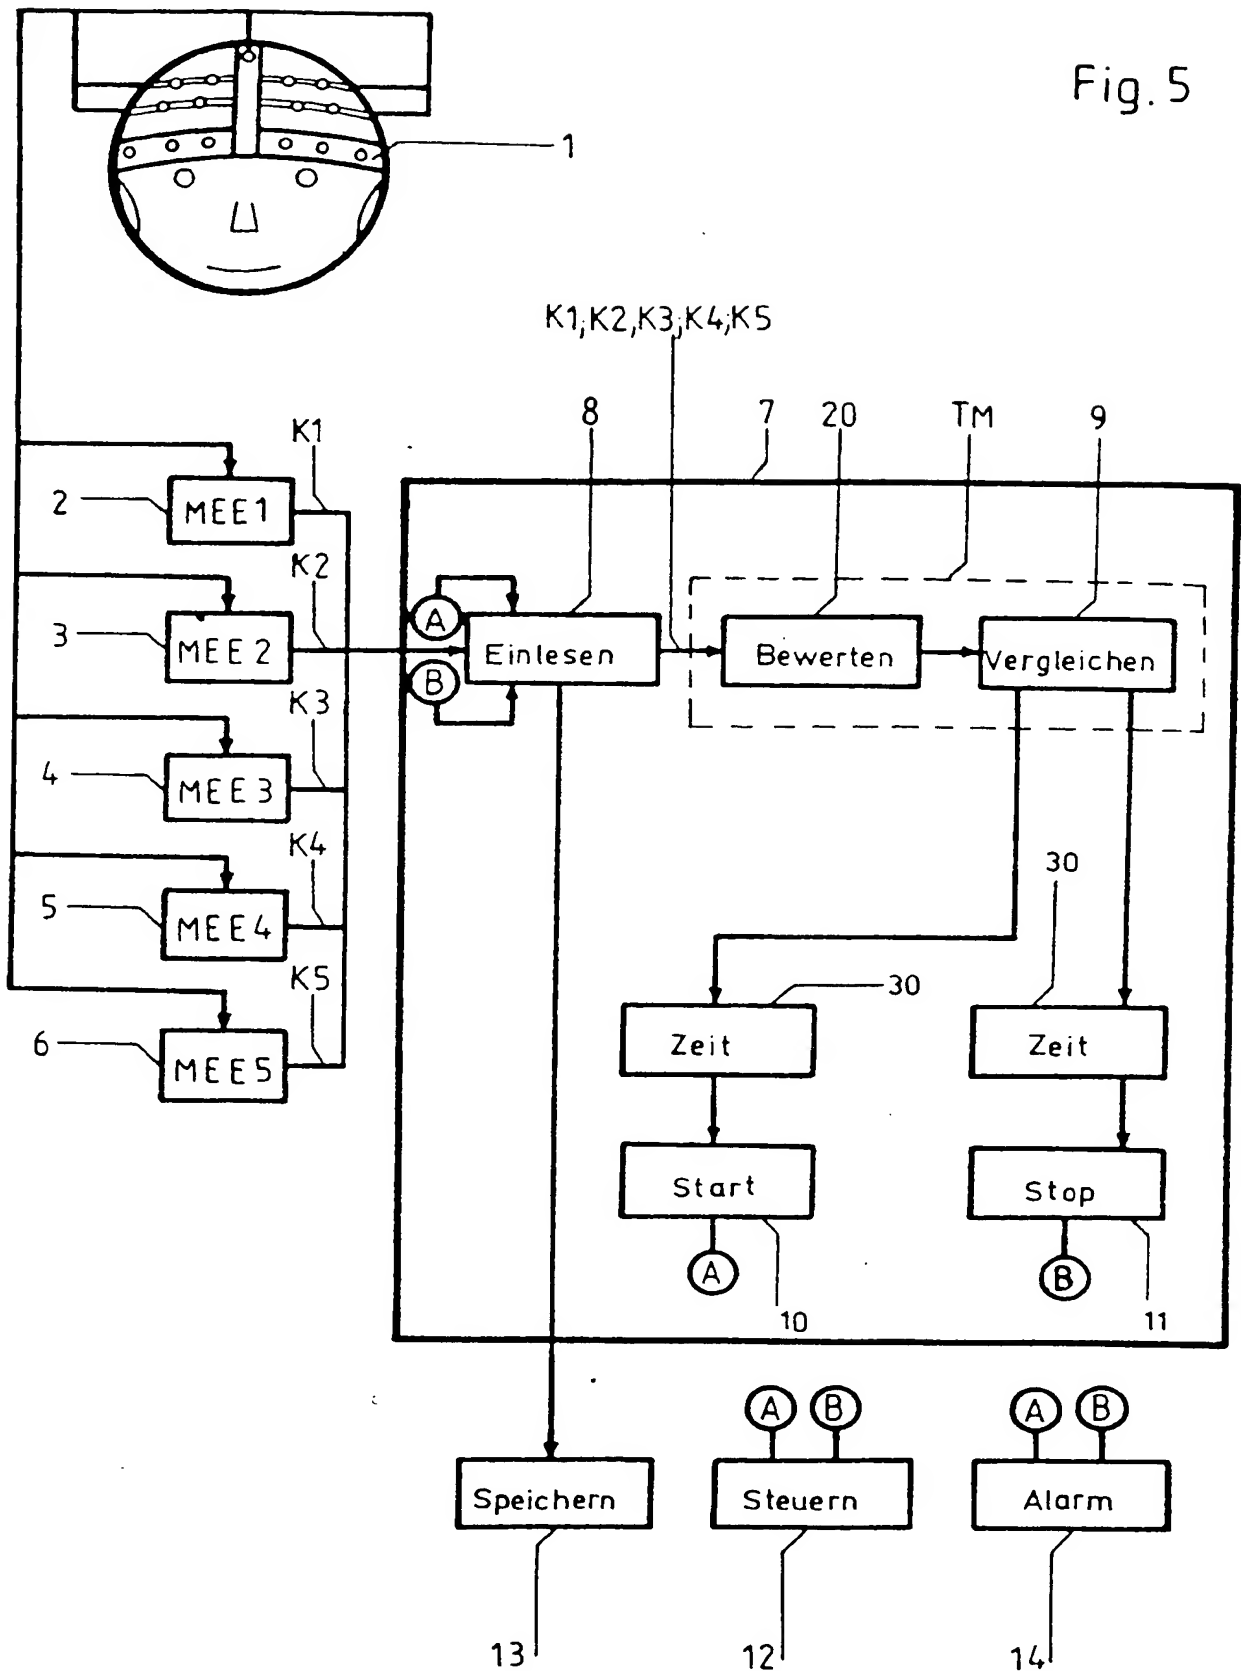 Fig. 5
1
K1,K2,K3,K4,K5
8
7
20
TM
9
K1
2
MEE1
K2
3
MEE2
A
B
Einlesen
Bewerten
Vergleichen
K3
4
MEE3
K4
5
MEE4
30
30
K5
6
MEE5
Zeit
Zeit
Start
Stop
A
B
10
11
A
B
A
B
Speichern
Steuern
Alarm
13
12
14